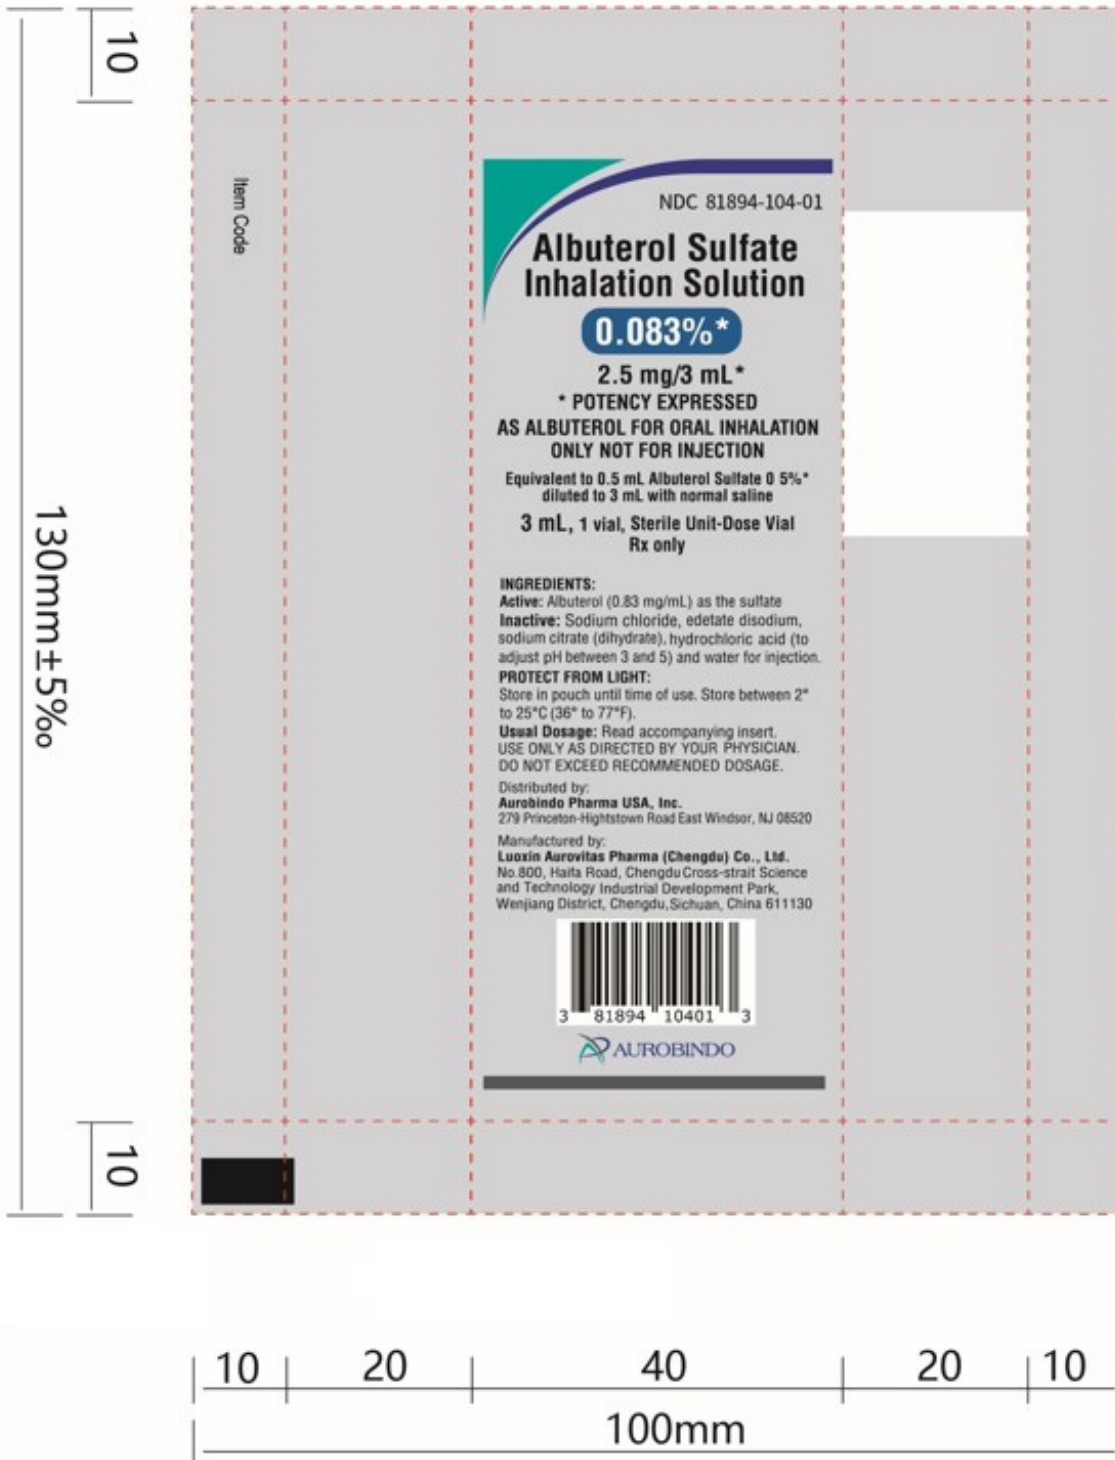 10
Item Code
NDC 81894-104-01
Albuterol Sulfate
Inhalation Solution
0.083%*
2.5 mg/3 mL*
* POTENCY EXPRESSED
AS ALBUTEROL FOR ORAL INHALATION
ONLY NOT FOR INJECTION
Equivalent to 0.5 mL Albuterol Sulfate 0 5%*
diluted to 3 mL with normal saline
3 mL, 1 vial, Sterile Unit-Dose Vial
Rx only
INGREDIENTS:
Active: Albuterol (0.83 mg/mL) as the sulfate
Inactive: Sodium chloride, edetate disodium,
sodium citrate (dihydrate), hydrochloric acid (to
adjust pH between 3 and 5) and water for injection.
PROTECT FROM LIGHT:
Store in pouch until time of use. Store between 2°
to 25°C (36° to 77°F).
Usual Dosage: Read accompanying insert.
USE ONLY AS DIRECTED BY YOUR PHYSICIAN.
DO NOT EXCEED RECOMMENDED DOSAGE.
Distributed by:
Aurobindo Pharma USA, Inc.
279 Princeton-Hightstown Road East Windsor, NJ 08520
Manufactured by:
Luoxin Aurovitas Pharma (Chengdu) Co., Ltd.
No.800, Haifa Road, Chengdu Cross-strait Science
and Technology Industrial Development Park,
Wenjiang District, Chengdu, Sichuan, China 611130
3 81894 10401 3
AUROBINDO
130mm±5‰
10
10 20 40 20 10
100mm